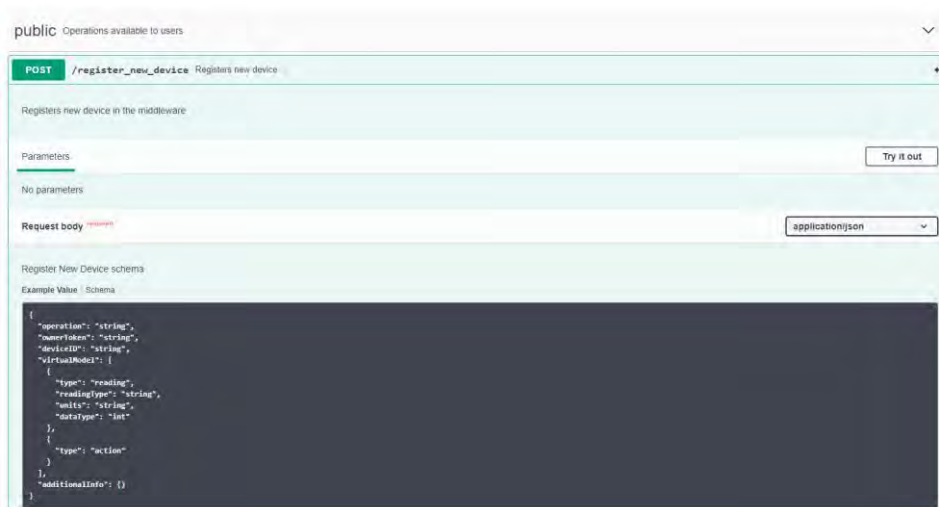 public Operations available to users
POST /register_new_device Registers new device
Registers new device in the middleware
Parameters
Try it out
No parameters
Request body required
application/json
Register New Device schema
Example Value Schema
{
"operation": "string",
"ownerToken": "string",
"deviceID": "string",
"virtualModel": [
{
"type": "reading",
"readingType": "string",
"units": "string",
"dataType": "int"
},
{
"type": "action"
}
],
"additionalInfo": {}
}